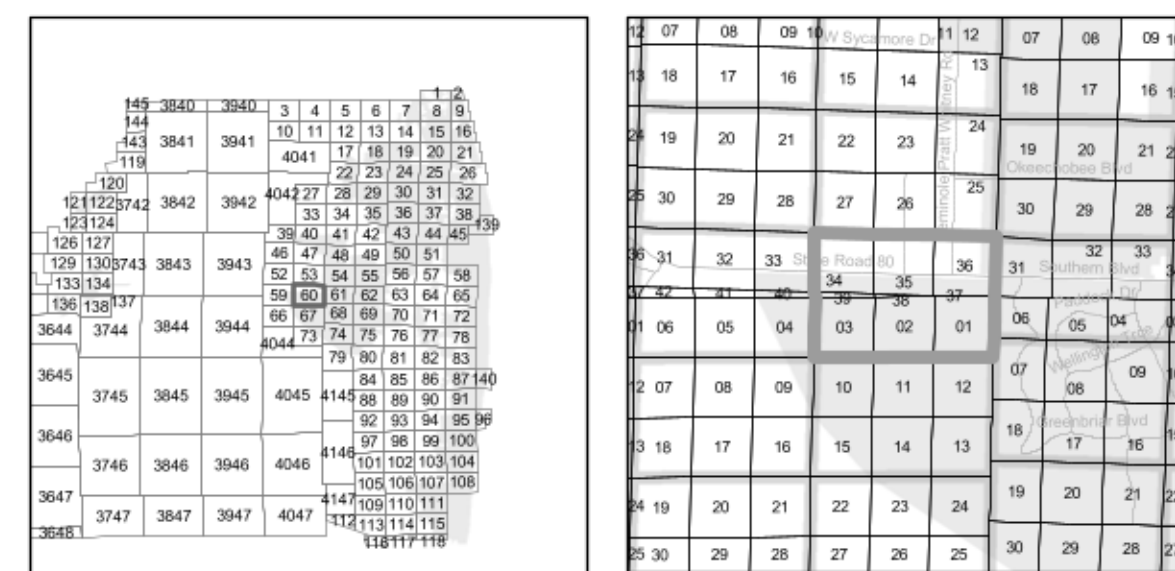 1 2
145 3840 3940 3 4 5 6 7 8 9
144
143 3841 3941 10 11 12 13 14 15 16
119 4041 17 18 19 20 21
120 22 23 24 25 26
121 122 3742 3842 3942 4042 27 28 29 30 31 32
123 124 33 34 35 36 37 38 139
39 40 41 42 43 44 45
126 127 46 47 48 49 50 51
129 130 3743 3843 3943 52 53 54 55 56 57 58
133 134
136 138 137 59 60 61 62 63 64 65
66 67 68 69 70 71 72
3644 3744 3844 3944 4044 73 74 75 76 77 78
79 80 81 82 83
3645 84 85 86 87 140
3745 3845 3945 4045 4145 88 89 90 91
92 93 94 95 96
3646 97 98 99 100
3746 3846 3946 4046 4146 101 102 103 104
105 106 107 108
3647 4147 109 110 111
3747 3847 3947 4047 112 113 114 115
3648
116 117 118
12 07 08 09 10 W Sycamore Dr 11 12 07 08 09
13 18 17 16 15 14 13 18 17 16
24 19 20 21 22 23 24 19 20 21
Okeechobee Blvd
Seminole Pratt Whitney Rd
25 30 29 28 27 26 25 30 29 28
36 31 32 33 State Road 80 34 35 36 31 Southern Blvd 32 33
37 42 41 40 39 38 37 Paddock Dr
01 06 05 04 03 02 01 06 05 04
Wellington Trce
12 07 08 09 10 11 12 07 08 09
Greenbriar Blvd
13 18 17 16 15 14 13 18 17 16
24 19 20 21 22 23 24 19 20 21
25 30 29 28 27 26 25 30 29 28